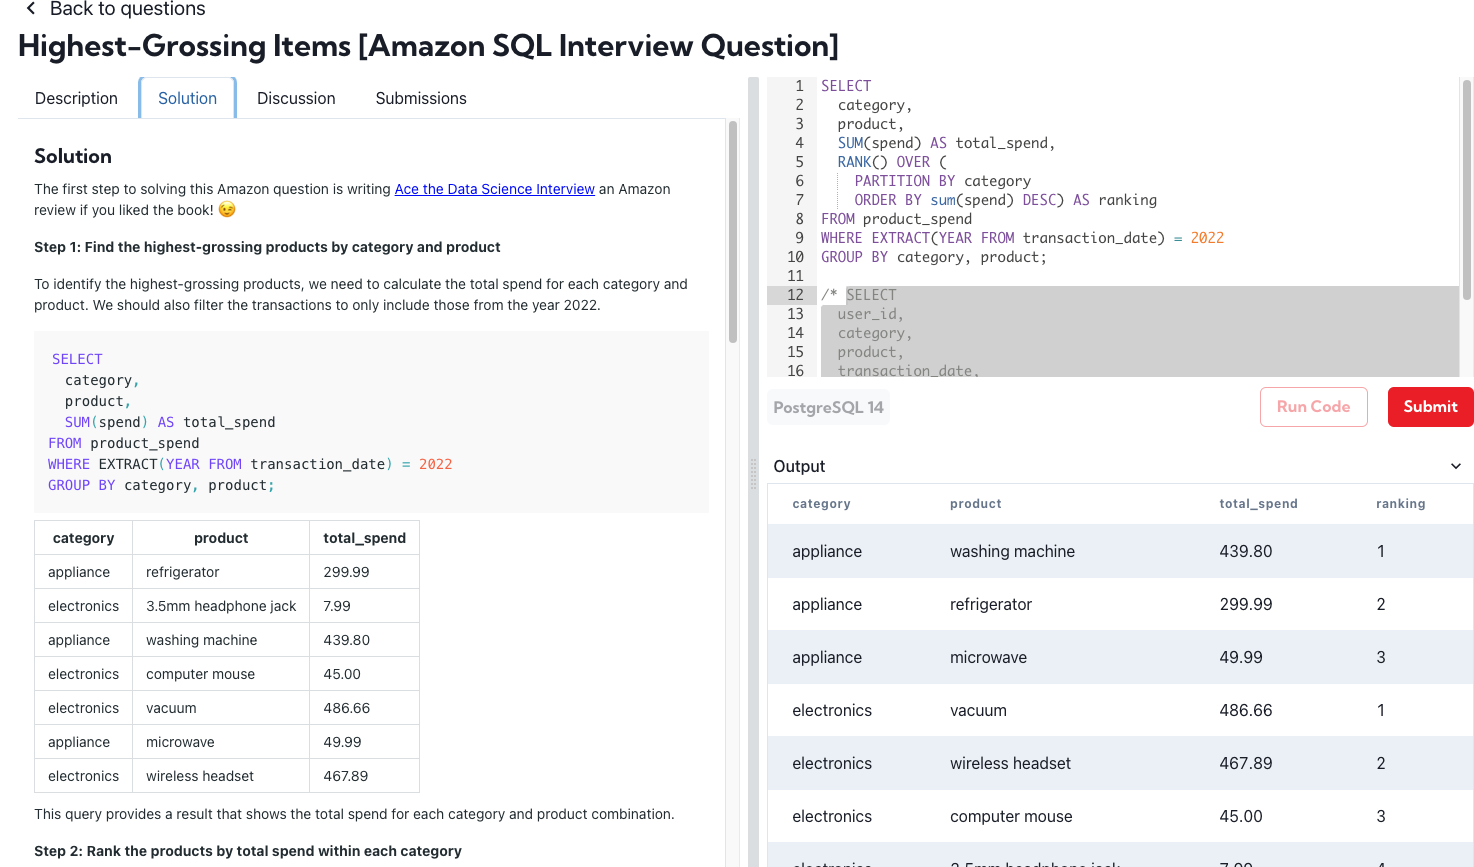 Back to questions
Highest-Grossing Items [Amazon SQL Interview Question]
Description Solution Discussion Submissions
Solution
The first step to solving this Amazon question is writing Ace the Data Science Interview an Amazon
review if you liked the book! 😉
Step 1: Find the highest-grossing products by category and product
To identify the highest-grossing products, we need to calculate the total spend for each category and
product. We should also filter the transactions to only include those from the year 2022.
SELECT
category,
product,
SUM(spend) AS total_spend
FROM product_spend
WHERE EXTRACT(YEAR FROM transaction_date) = 2022
GROUP BY category, product;
category product total_spend
appliance refrigerator 299.99
electronics 3.5mm headphone jack 7.99
appliance washing machine 439.80
electronics computer mouse 45.00
electronics vacuum 486.66
appliance microwave 49.99
electronics wireless headset 467.89
This query provides a result that shows the total spend for each category and product combination.
Step 2: Rank the products by total spend within each category
1 SELECT
2 category,
3 product,
4 SUM(spend) AS total_spend,
5 RANK() OVER (
6 PARTITION BY category
7 ORDER BY sum(spend) DESC) AS ranking
8 FROM product_spend
9 WHERE EXTRACT(YEAR FROM transaction_date) = 2022
10 GROUP BY category, product;
11
12 /* SELECT
13 user_id,
14 category,
15 product,
16 transaction_date,
PostgreSQL 14 Run Code Submit
Output
category product total_spend ranking
appliance washing machine 439.80 1
appliance refrigerator 299.99 2
appliance microwave 49.99 3
electronics vacuum 486.66 1
electronics wireless headset 467.89 2
electronics computer mouse 45.00 3
electronics 3.5mm headphone jack 7.99 4